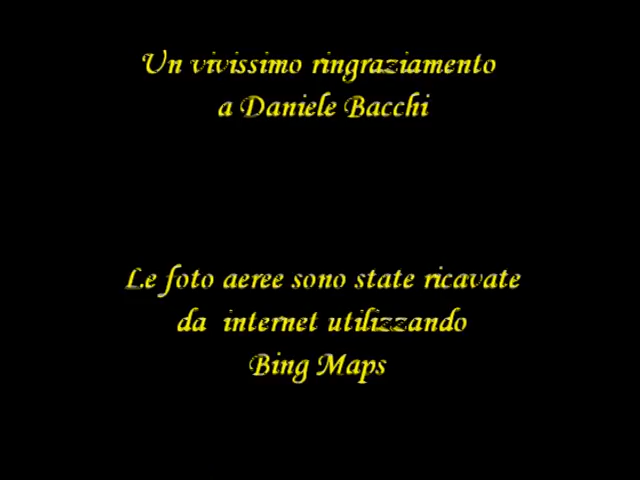 Un vivissimo ringraziamento
a Daniele Bacchi
Le foto aeree sono state ricavate
da internet utilizzando
Bing Maps